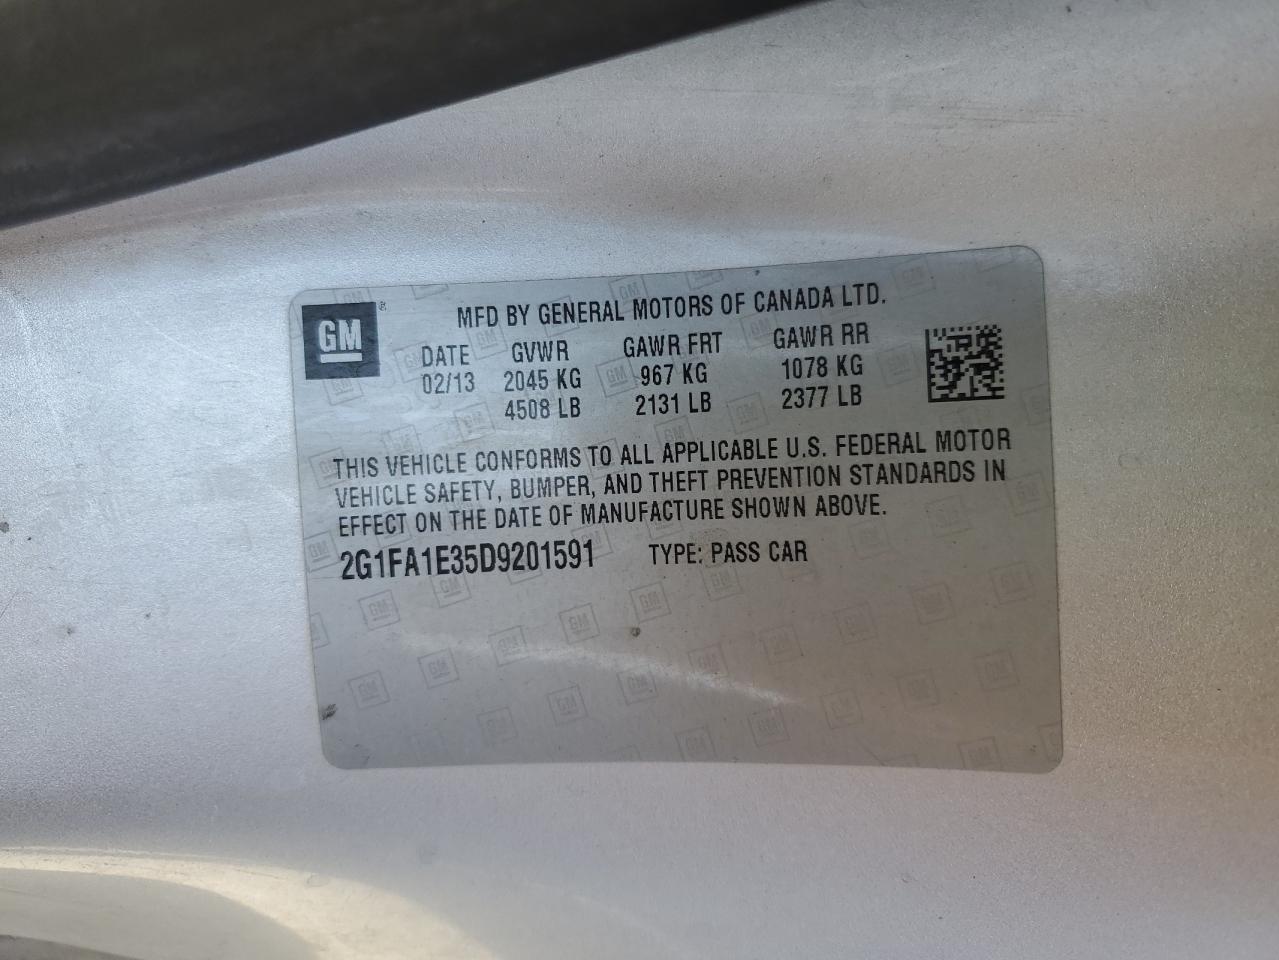 GM ®
MFD BY GENERAL MOTORS OF CANADA LTD.
DATE GVWR GAWR FRT GAWR RR
02/13 2045 KG 967 KG 1078 KG
4508 LB 2131 LB 2377 LB
THIS VEHICLE CONFORMS TO ALL APPLICABLE U.S. FEDERAL MOTOR
VEHICLE SAFETY, BUMPER, AND THEFT PREVENTION STANDARDS IN
EFFECT ON THE DATE OF MANUFACTURE SHOWN ABOVE.
2G1FA1E35D9201591 TYPE: PASS CAR